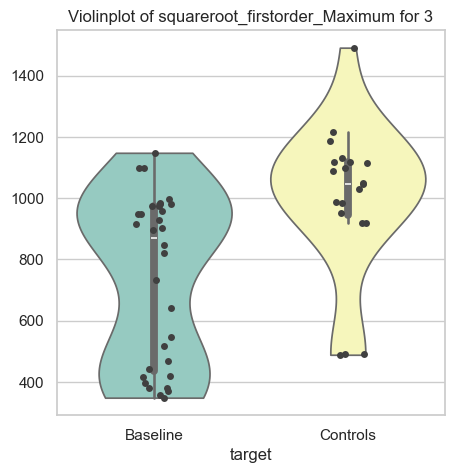 Violinplot of squareroot_firstorder_Maximum for 3
1400
1200
1000
800
600
400
Baseline
Controls
target